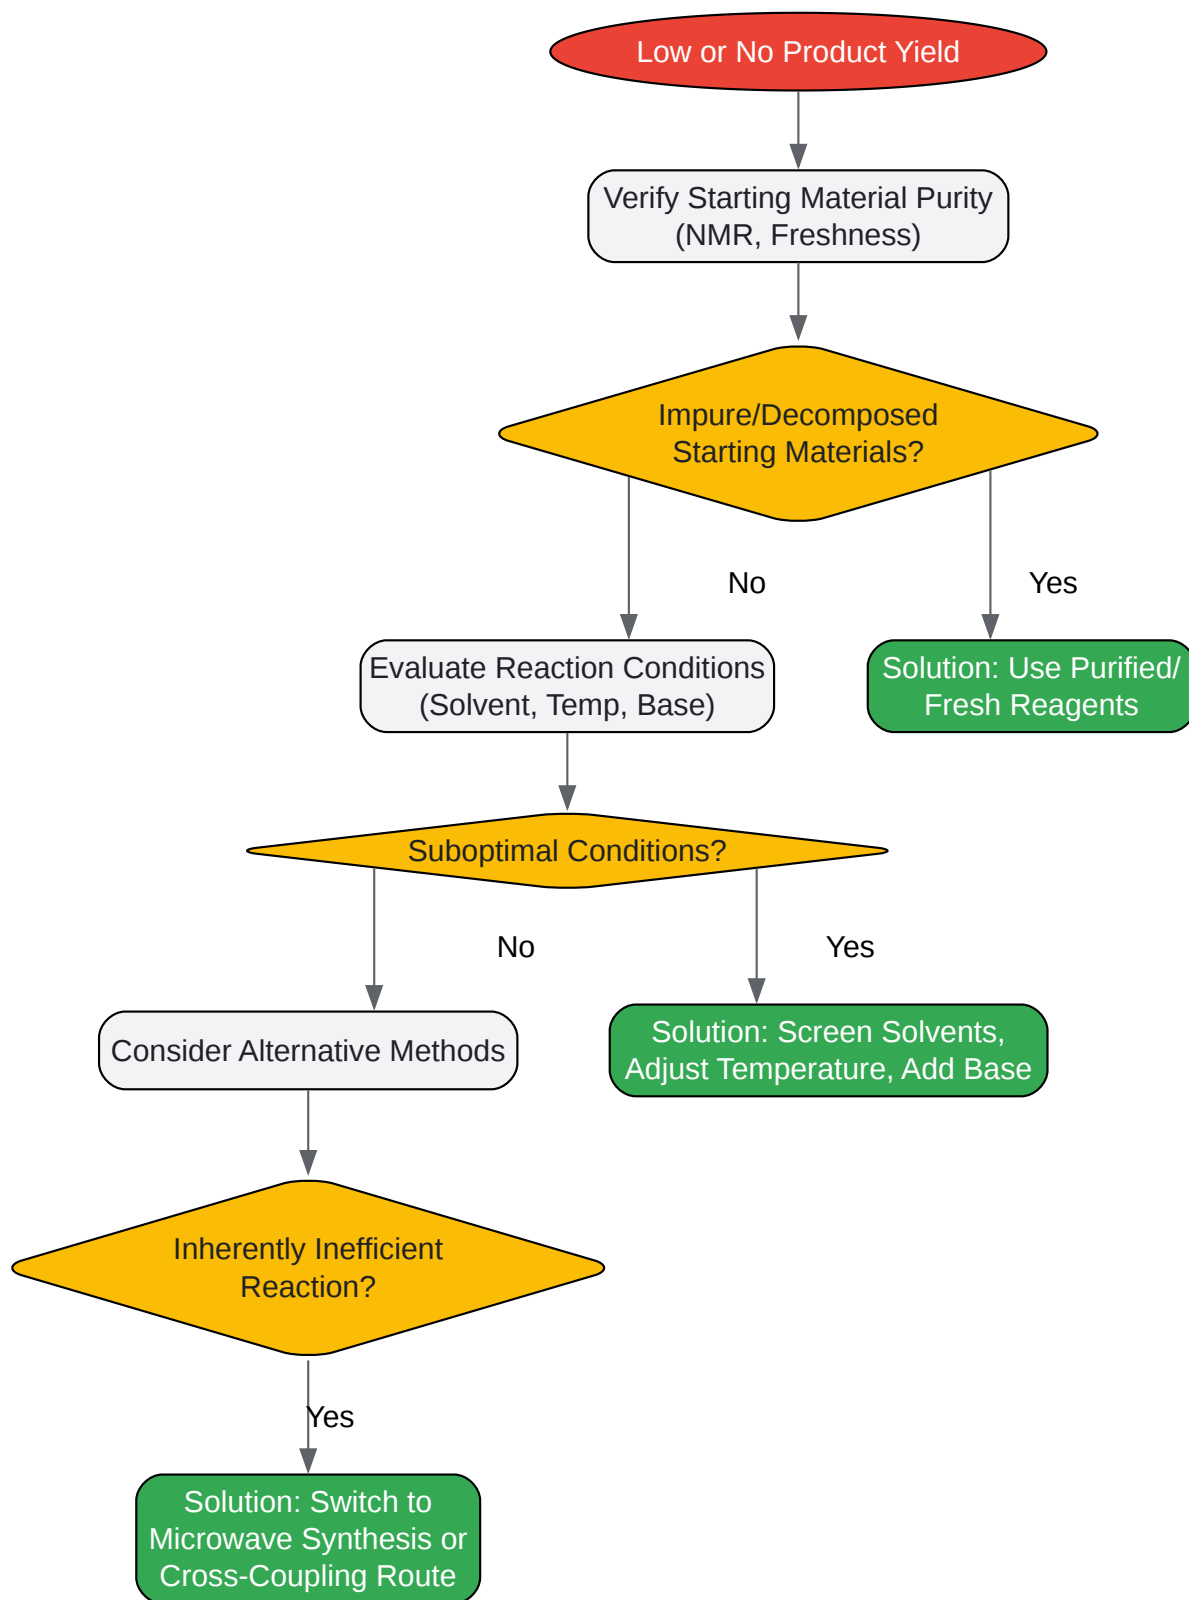 Low or No Product Yield
Verify Starting Material Purity
(NMR, Freshness)
Impure/Decomposed
Starting Materials?
No
Yes
Evaluate Reaction Conditions
(Solvent, Temp, Base)
Solution: Use Purified/
Fresh Reagents
Suboptimal Conditions?
No
Yes
Consider Alternative Methods
Solution: Screen Solvents,
Adjust Temperature, Add Base
Inherently Inefficient
Reaction?
Yes
Solution: Switch to
Microwave Synthesis or
Cross-Coupling Route